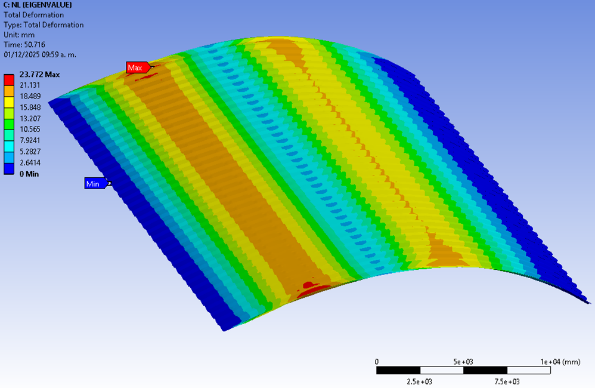 C: NL (EIGENVALUE)
Total Deformation
Type: Total Deformation
Unit: mm
Time: 50,716
01/12/2025 09:59 a. m.
23.772 Max
21.131
18.489
15.848
13.207
10.565
7.9241
5.2827
2.6414
0 Min
Max
Min
0 5e+03 1e+04 (mm)
2.5e+03 7.5e+03